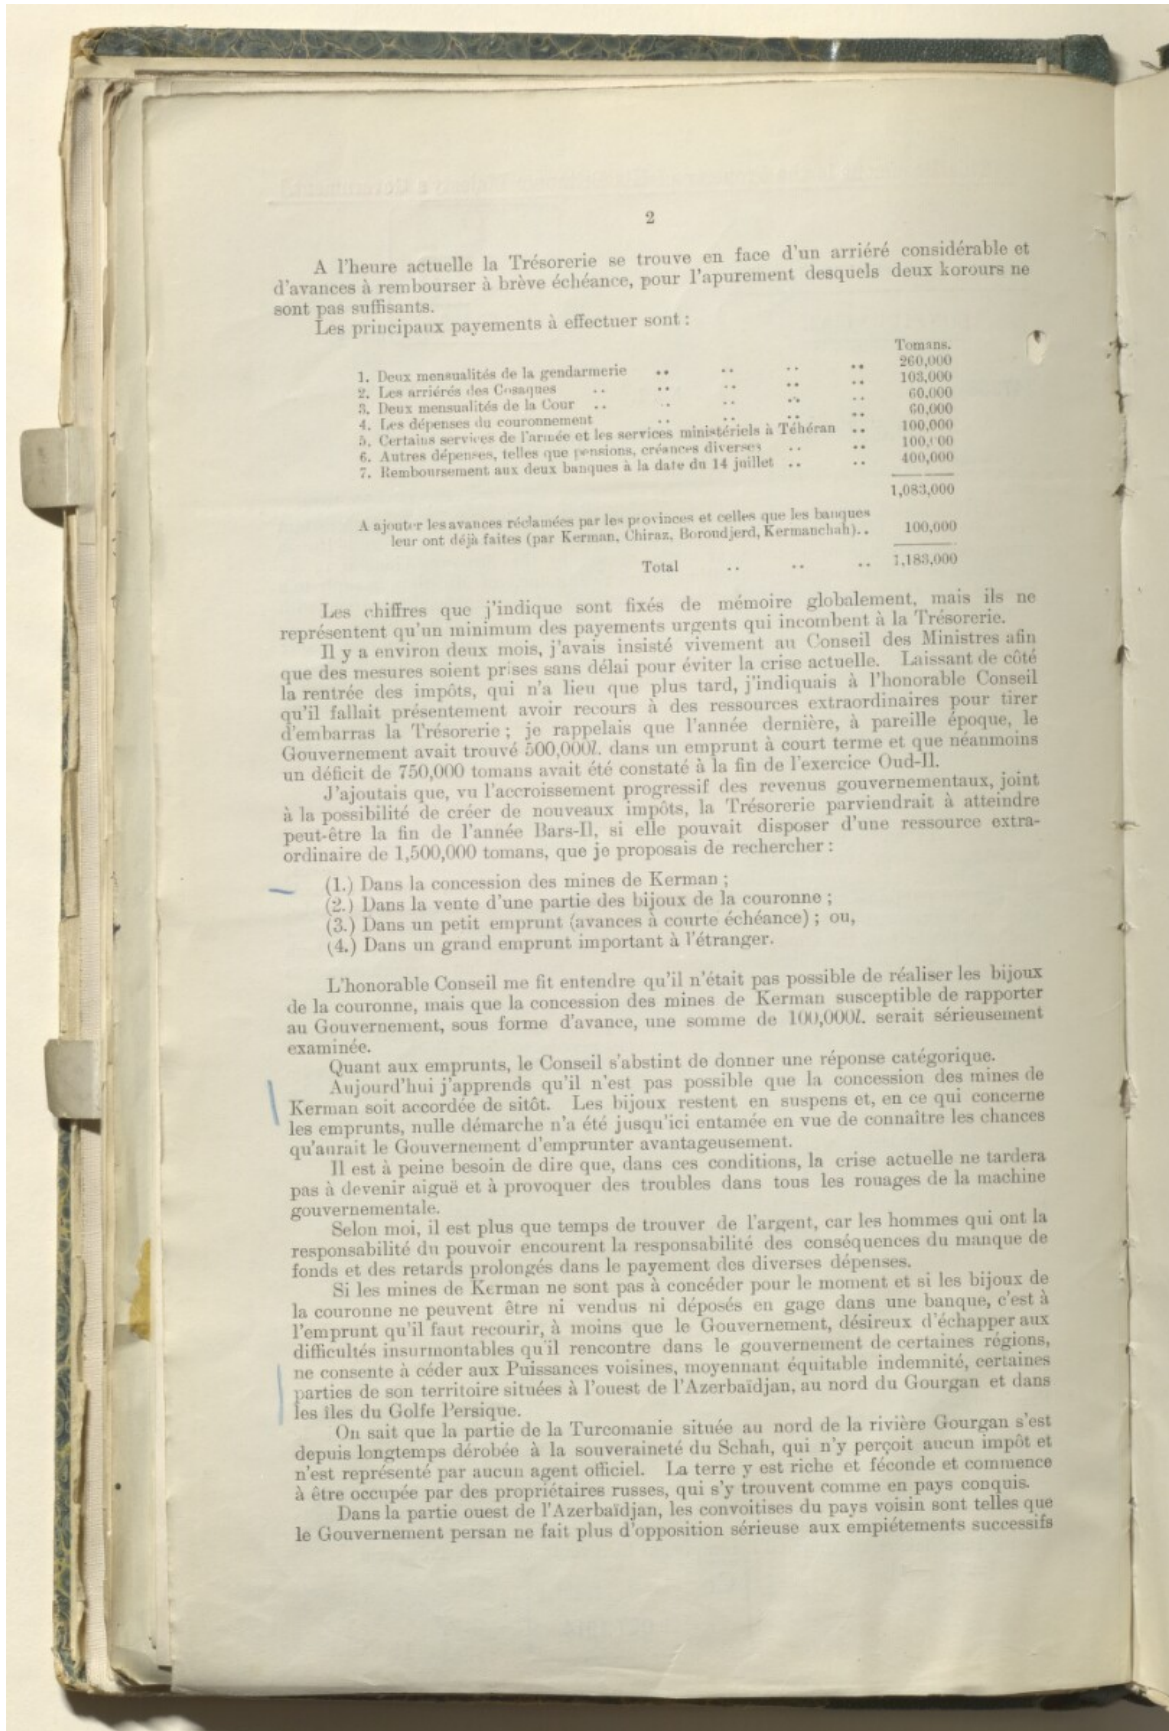 2
A l'heure actuelle la Trésorerie se trouve en face d'un arriéré considérable et
d'avances à rembourser à brève échéance, pour l'apurement desquels deux korours ne
sont pas suffisants.
Les principaux payements à effectuer sont :
Tomans.
1. Deux mensualités de la gendarmerie .. .. .. .. 260,000
2. Les arriérés des Cosaques .. .. .. .. .. 103,000
3. Deux mensualités de la Cour .. .. .. .. .. 60,000
4. Les dépenses du couronnement .. .. .. .. 60,000
5. Certains services de l'armée et les services ministériels à Téhéran .. 100,000
6. Autres dépenses, telles que pensions, créances diverses .. .. 100,000
7. Remboursement aux deux banques à la date du 14 juillet .. .. 400,000
1,083,000
A ajouter les avances réclamées par les provinces et celles que les banques
leur ont déjà faites (par Kerman, Chiraz, Boroudjerd, Kermanchah).. 100,000
Total .. .. .. 1,183,000
Les chiffres que j'indique sont fixés de mémoire globalement, mais ils ne
représentent qu'un minimum des payements urgents qui incombent à la Trésorerie.
Il y a environ deux mois, j'avais insisté vivement au Conseil des Ministres afin
que des mesures soient prises sans délai pour éviter la crise actuelle. Laissant de côté
la rentrée des impôts, qui n'a lieu que plus tard, j'indiquais à l'honorable Conseil
qu'il fallait présentement avoir recours à des ressources extraordinaires pour tirer
d'embarras la Trésorerie ; je rappelais que l'année dernière, à pareille époque, le
Gouvernement avait trouvé 500,000l. dans un emprunt à court terme et que néanmoins
un déficit de 750,000 tomans avait été constaté à la fin de l'exercice Oud-Il.
J'ajoutais que, vu l'accroissement progressif des revenus gouvernementaux, joint
à la possibilité de créer de nouveaux impôts, la Trésorerie parviendrait à atteindre
peut-être la fin de l'année Bars-Il, si elle pouvait disposer d'une ressource extra-
ordinaire de 1,500,000 tomans, que je proposais de rechercher :
(1.) Dans la concession des mines de Kerman ;
(2.) Dans la vente d'une partie des bijoux de la couronne ;
(3.) Dans un petit emprunt (avances à courte échéance) ; ou,
(4.) Dans un grand emprunt important à l'étranger.
L'honorable Conseil me fit entendre qu'il n'était pas possible de réaliser les bijoux
de la couronne, mais que la concession des mines de Kerman susceptible de rapporter
au Gouvernement, sous forme d'avance, une somme de 100,000l. serait sérieusement
examinée.
Quant aux emprunts, le Conseil s'abstint de donner une réponse catégorique.
Aujourd'hui j'apprends qu'il n'est pas possible que la concession des mines de
Kerman soit accordée de sitôt. Les bijoux restent en suspens et, en ce qui concerne
les emprunts, nulle démarche n'a été jusqu'ici entamée en vue de connaître les chances
qu'aurait le Gouvernement d'emprunter avantageusement.
Il est à peine besoin de dire que, dans ces conditions, la crise actuelle ne tardera
pas à devenir aiguë et à provoquer des troubles dans tous les rouages de la machine
gouvernementale.
Selon moi, il est plus que temps de trouver de l'argent, car les hommes qui ont la
responsabilité du pouvoir encourent la responsabilité des conséquences du manque de
fonds et des retards prolongés dans le payement des diverses dépenses.
Si les mines de Kerman ne sont pas à concéder pour le moment et si les bijoux de
la couronne ne peuvent être ni vendus ni déposés en gage dans une banque, c'est à
l'emprunt qu'il faut recourir, à moins que le Gouvernement, désireux d'échapper aux
difficultés insurmontables qu'il rencontre dans le gouvernement de certaines régions,
ne consente à céder aux Puissances voisines, moyennant équitable indemnité, certaines
parties de son territoire situées à l'ouest de l'Azerbaïdjan, au nord du Gourgan et dans
les îles du Golfe Persique.
On sait que la partie de la Turcomanie située au nord de la rivière Gourgan s'est
depuis longtemps dérobée à la souveraineté du Schah, qui n'y perçoit aucun impôt et
n'est représenté par aucun agent officiel. La terre y est riche et féconde et commence
à être occupée par des propriétaires russes, qui s'y trouvent comme en pays conquis.
Dans la partie ouest de l'Azerbaïdjan, les convoitises du pays voisin sont telles que
le Gouvernement persan ne fait plus d'opposition sérieuse aux empiétements successifs